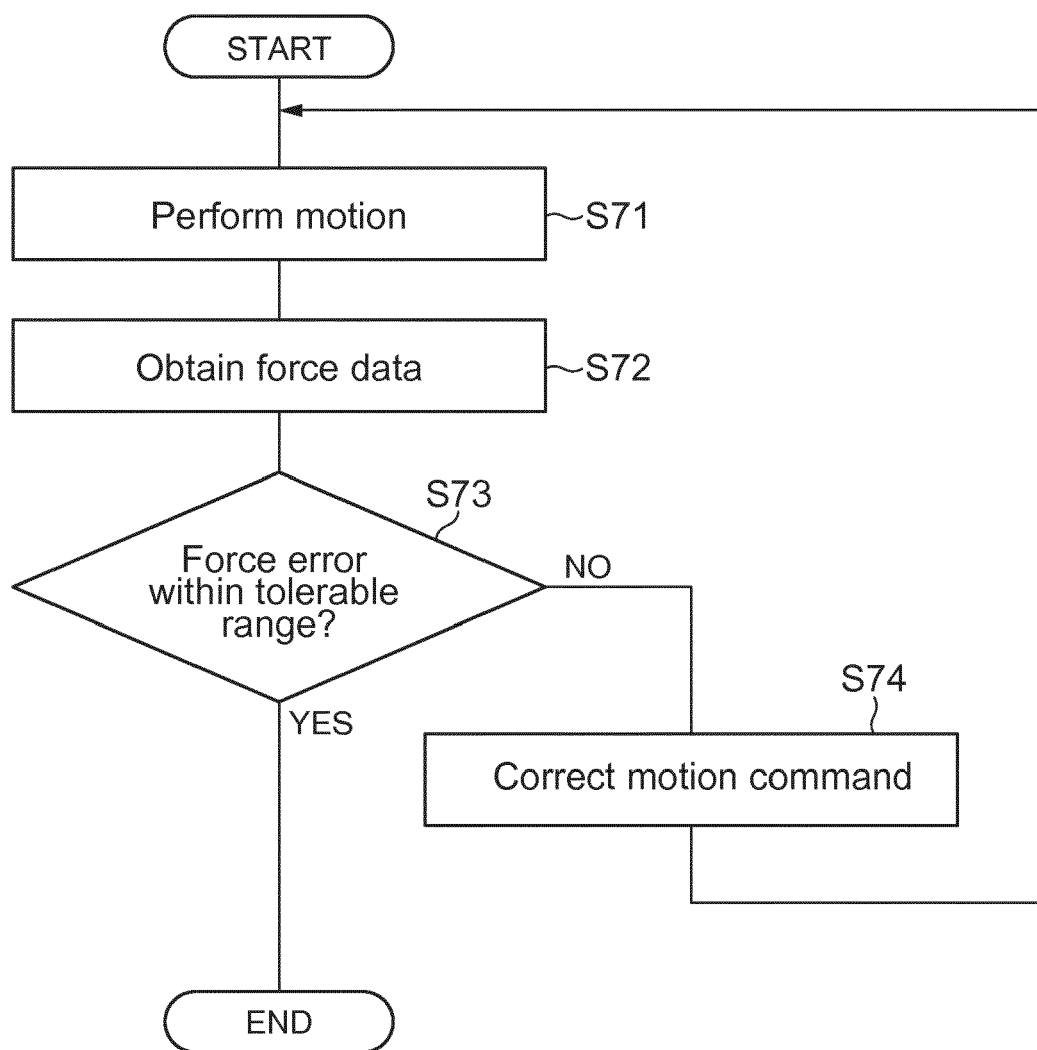 START
Perform motion
S71
Obtain force data
S72
S73
Force error
within tolerable
range?
NO
YES
S74
Correct motion command
END